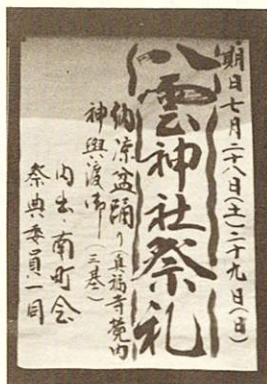 期日七月二十八日(土)二十九日(日)
八雲神社祭礼
納涼盆踊り真福寺境内
神輿渡御(三基)
内出南町会
祭典委員一同